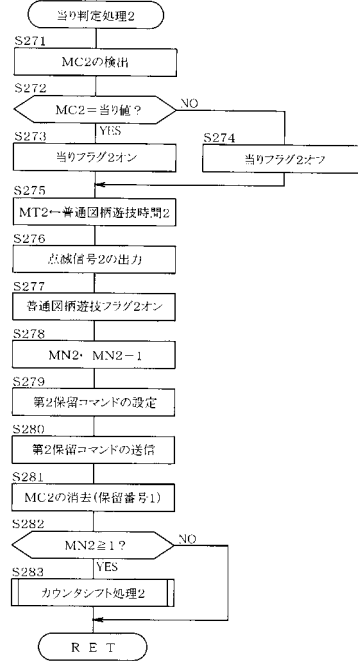 当り判定処理2
S271
MC2の検出
S272
MC2=当り値?
NO
YES
S273
当りフラグ2オン
S274
当りフラグ2オフ
S275
MT2←普通図柄遊技時間2
S276
点滅信号2の出力
S277
普通図柄遊技フラグ2オン
S278
MN2← MN2-1
S279
第2保留コマンドの設定
S280
第2保留コマンドの送信
S281
MC2の消去(保留番号1)
S282
MN2≧1?
NO
YES
S283
カウンタシフト処理2
RET